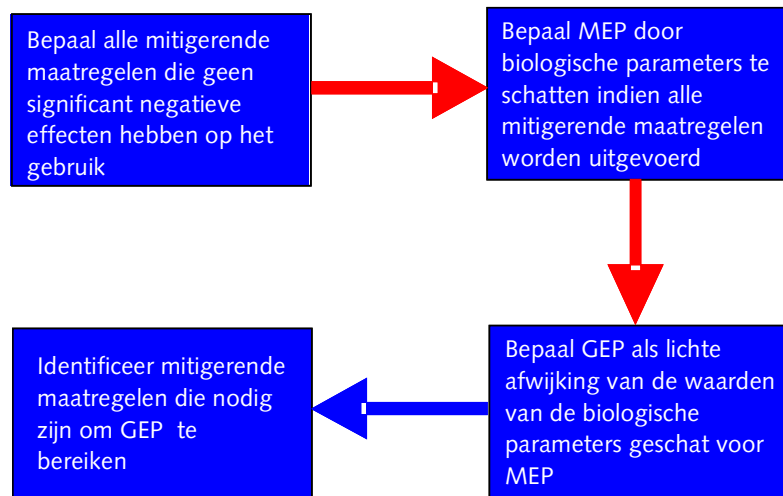 Bepaal alle mitigerende
maatregelen die geen
significant negatieve
effecten hebben op het
gebruik
Bepaal MEP door
biologische parameters te
schatten indien alle
mitigerende maatregelen
worden uitgevoerd
Bepaal GEP als lichte
afwijking van de waarden
van de biologische
parameters geschat voor
MEP
Identificeer mitigerende
maatregelen die nodig
zijn om GEP te
bereiken